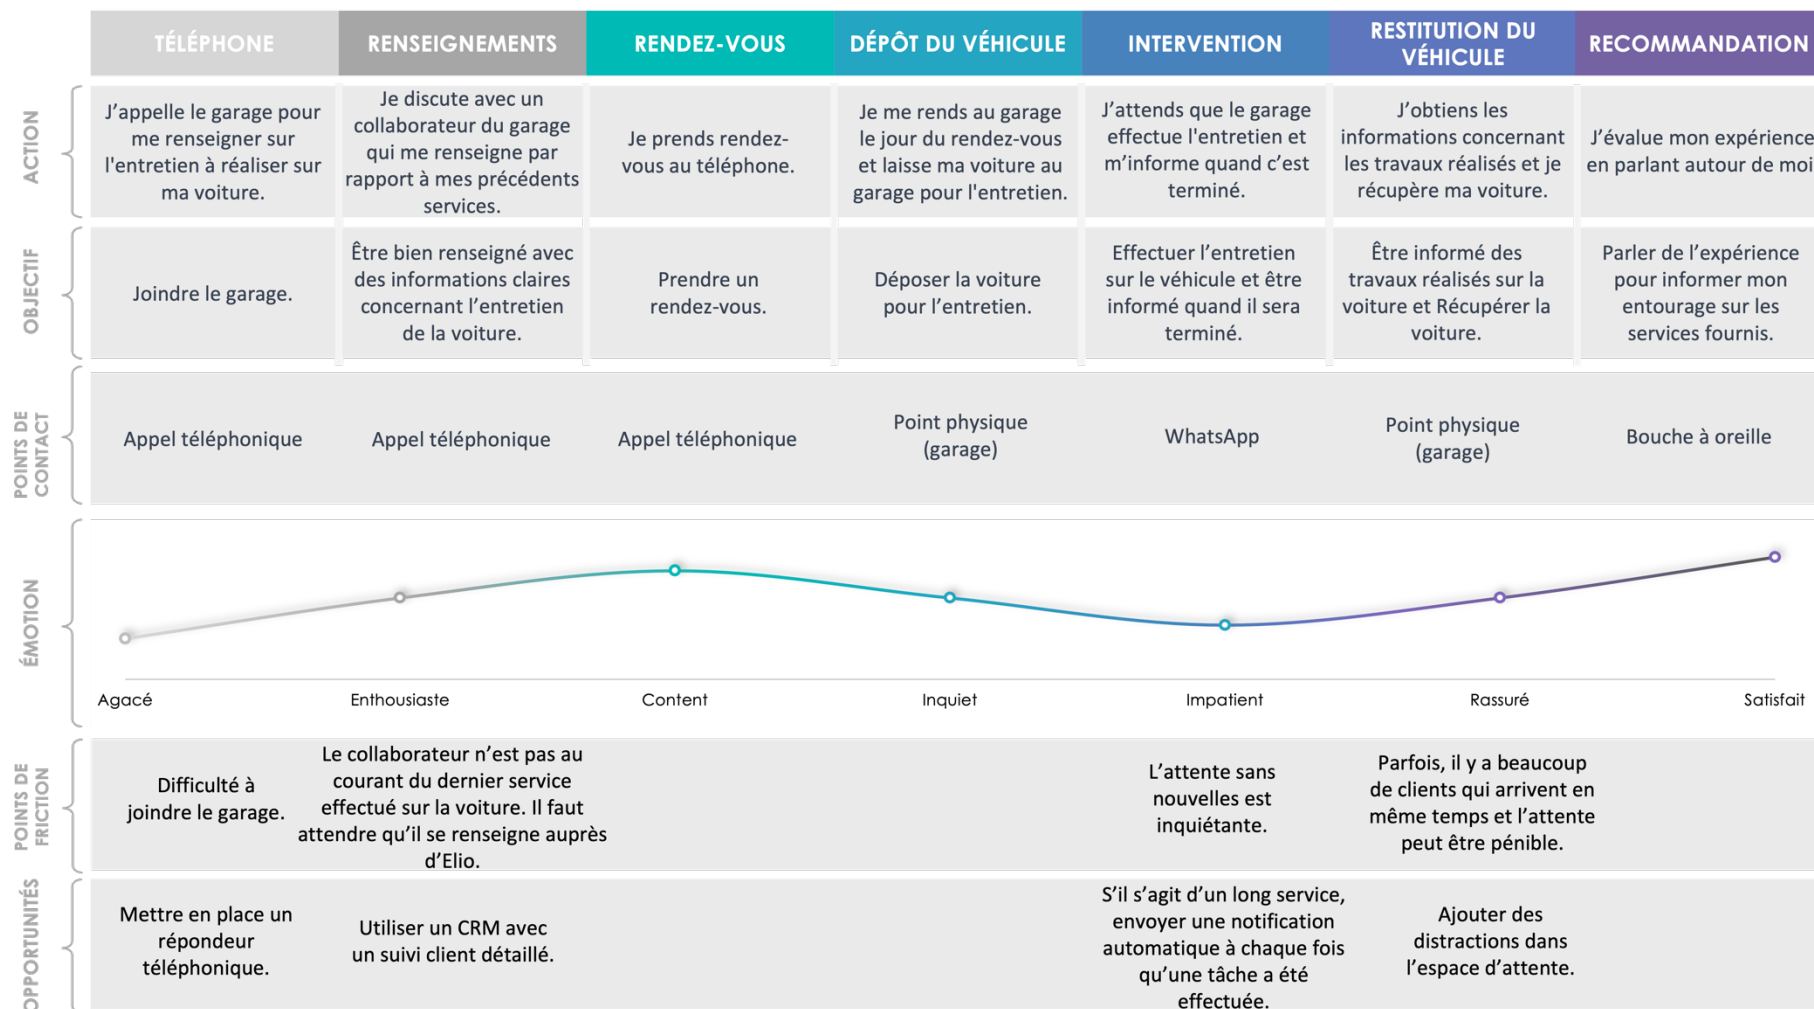 TÉLÉPHONE
RENSEIGNEMENTS
RENDEZ-VOUS
DÉPÔT DU VÉHICULE
INTERVENTION
RESTITUTION DU
VÉHICULE
RECOMMANDATION
ACTION
J’appelle le garage pour
me renseigner sur
l'entretien à réaliser sur
ma voiture.
Je discute avec un
collaborateur du garage
qui me renseigne par
rapport à mes précédents
services.
Je prends rendez-
vous au téléphone.
Je me rends au garage
le jour du rendez-vous
et laisse ma voiture au
garage pour l'entretien.
J’attends que le garage
effectue l'entretien et
m’informe quand c’est
terminé.
J’obtiens les
informations concernant
les travaux réalisés et je
récupère ma voiture.
J’évalue mon expérience
en parlant autour de moi
OBJECTIF
Joindre le garage.
Être bien renseigné avec
des informations claires
concernant l’entretien
de la voiture.
Prendre un
rendez-vous.
Déposer la voiture
pour l’entretien.
Effectuer l’entretien
sur le véhicule et être
informé quand il sera
terminé.
Être informé des
travaux réalisés sur la
voiture et Récupérer la
voiture.
Parler de l’expérience
pour informer mon
entourage sur les
services fournis.
POINTS DE
CONTACT
Appel téléphonique
Appel téléphonique
Appel téléphonique
Point physique
(garage)
WhatsApp
Point physique
(garage)
Bouche à oreille
ÉMOTION
Agacé
Enthousiaste
Content
Inquiet
Impatient
Rassuré
Satisfait
POINTS DE
FRICTION
Difficulté à
joindre le garage.
Le collaborateur n’est pas au
courant du dernier service
effectué sur la voiture. Il faut
attendre qu’il se renseigne auprès
d’Elio.
L’attente sans
nouvelles est
inquiétante.
Parfois, il y a beaucoup
de clients qui arrivent en
même temps et l’attente
peut être pénible.
OPPORTUNITÉS
Mettre en place un
répondeur
téléphonique.
Utiliser un CRM avec
un suivi client détaillé.
S’il s’agit d’un long service,
envoyer une notification
automatique à chaque fois
qu’une tâche a été
effectuée.
Ajouter des
distractions dans
l’espace d’attente.